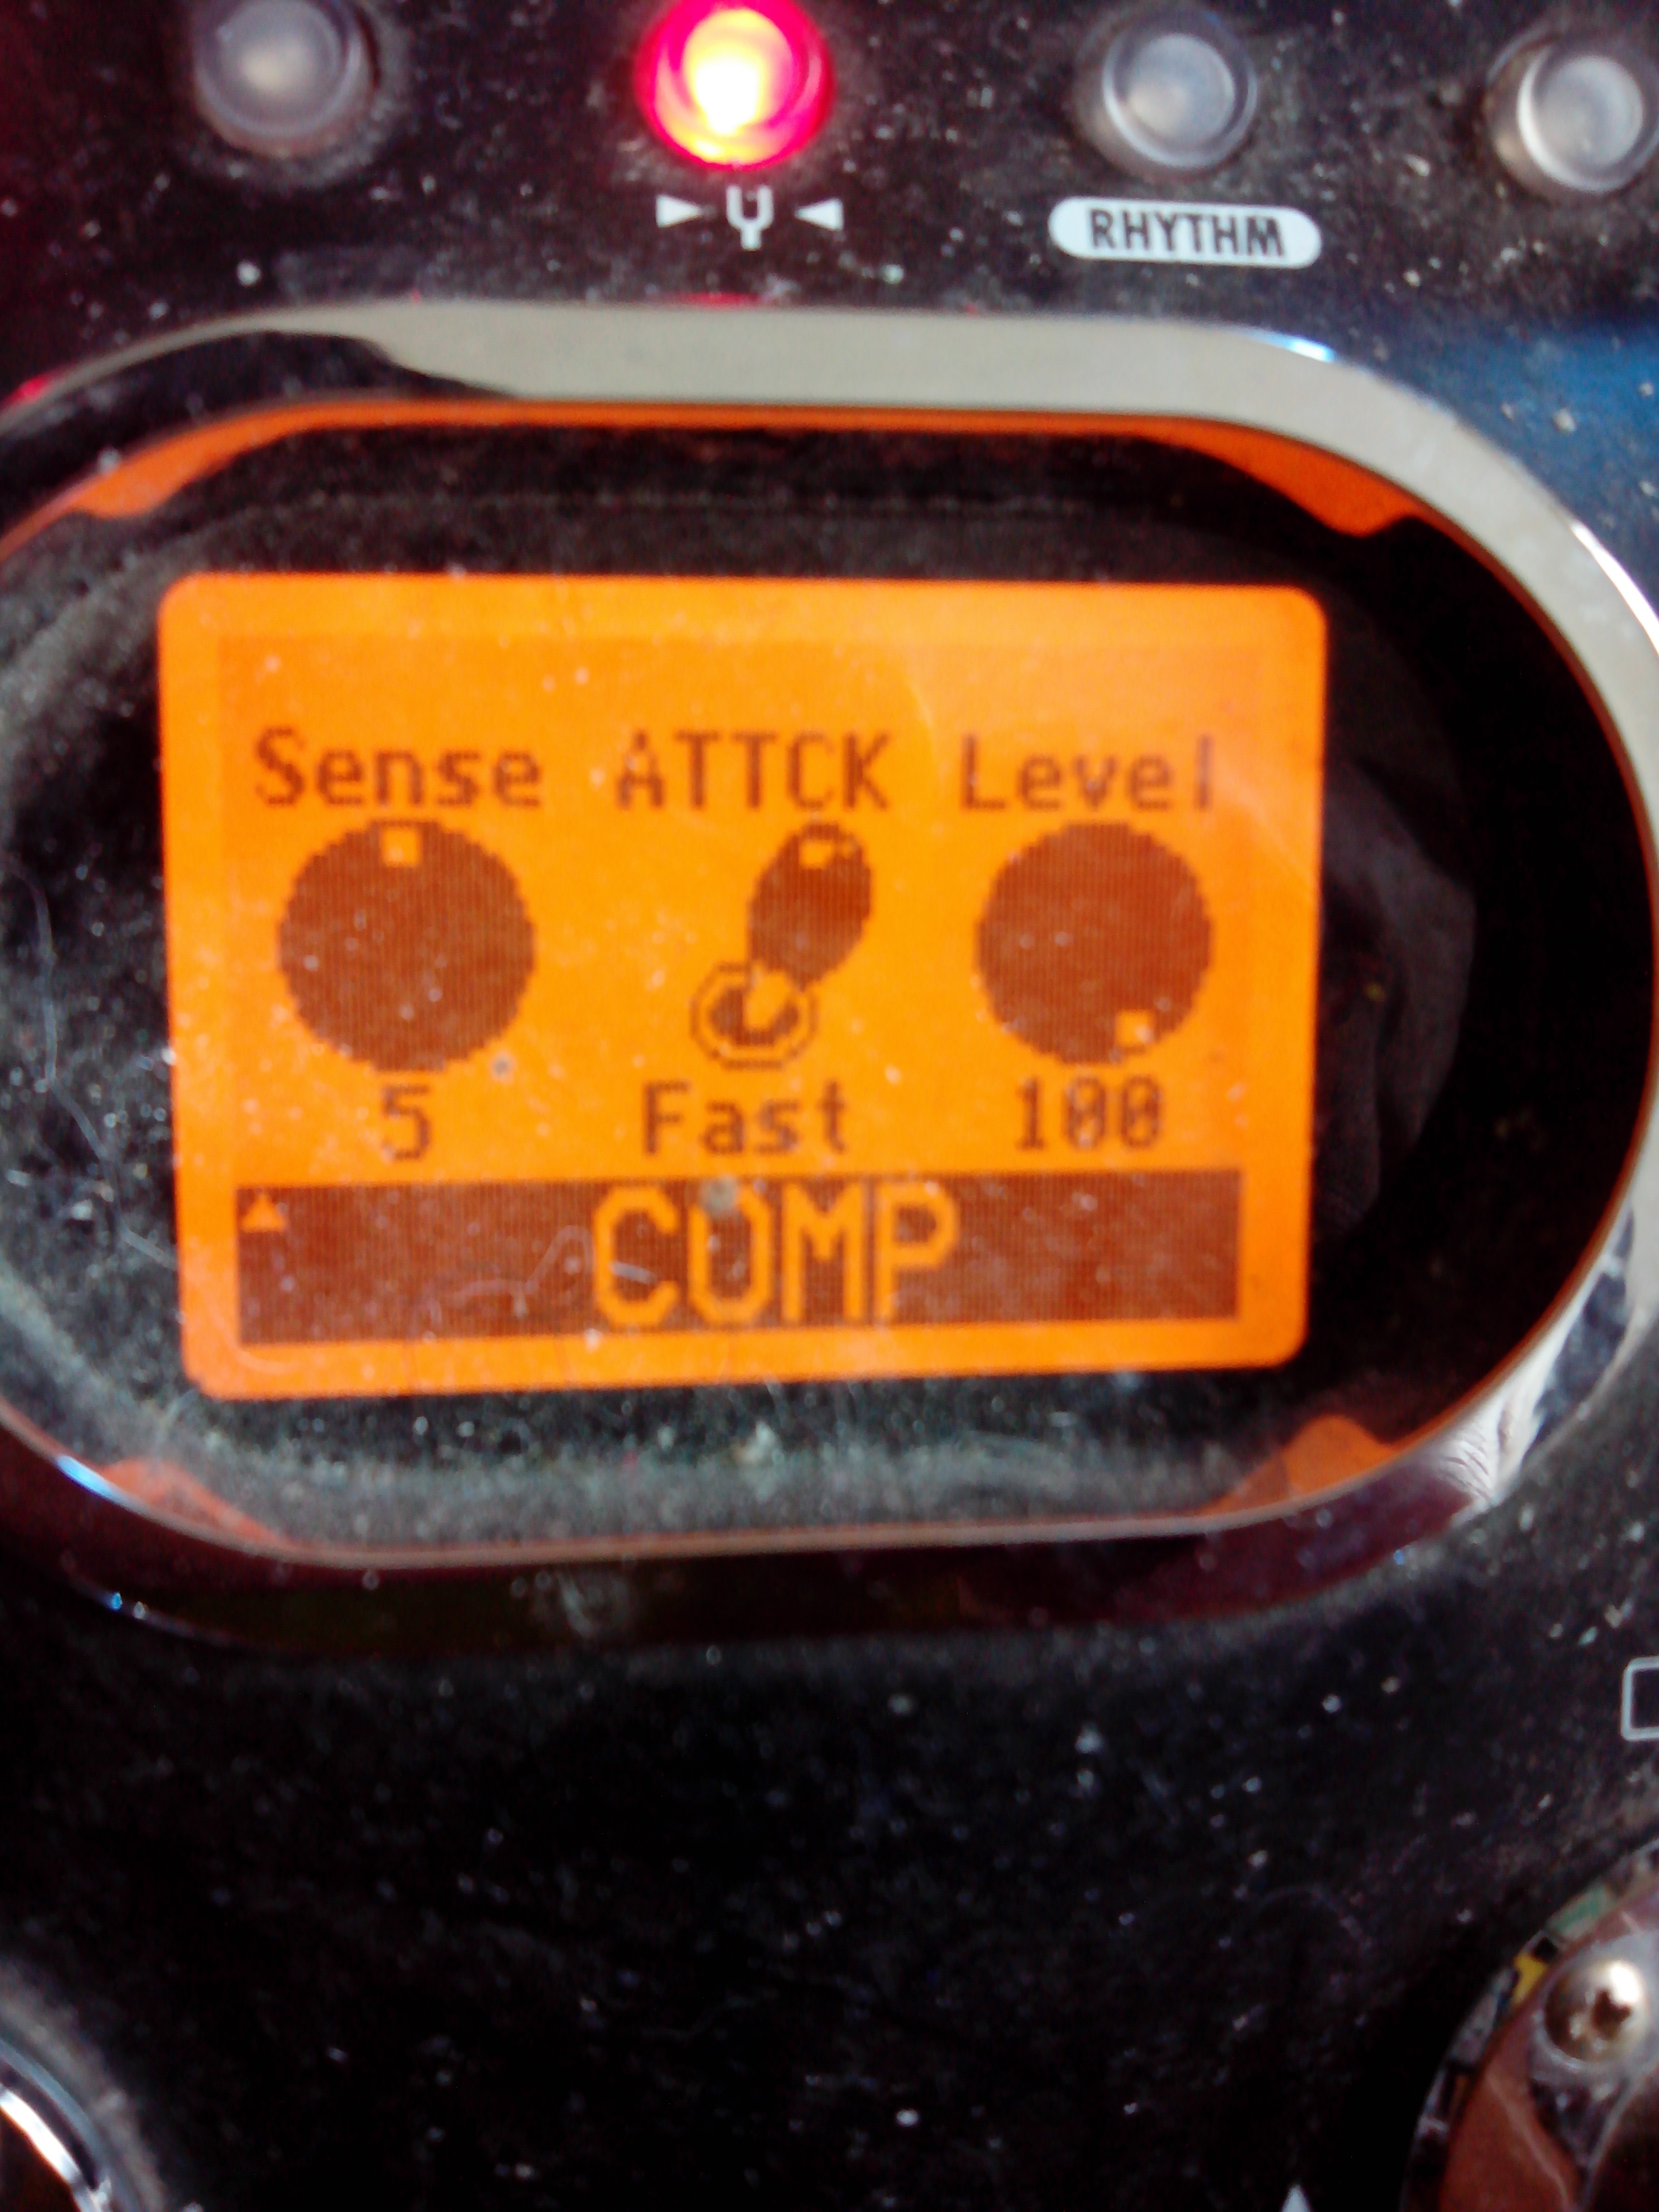 RHYTHM
Sense ATTCK Level
5 Fast 100
COMP